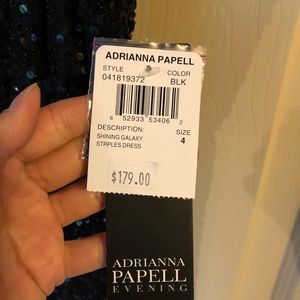 ADRIANNA PAPELL
STYLE COLOR
041819372 BLK
6 52933 53406 2
DESCRIPTION: SIZE
SHINING GALAXY 4
STRPLES DRESS
$179.00
ADRIANNA
PAPELL
EVENING